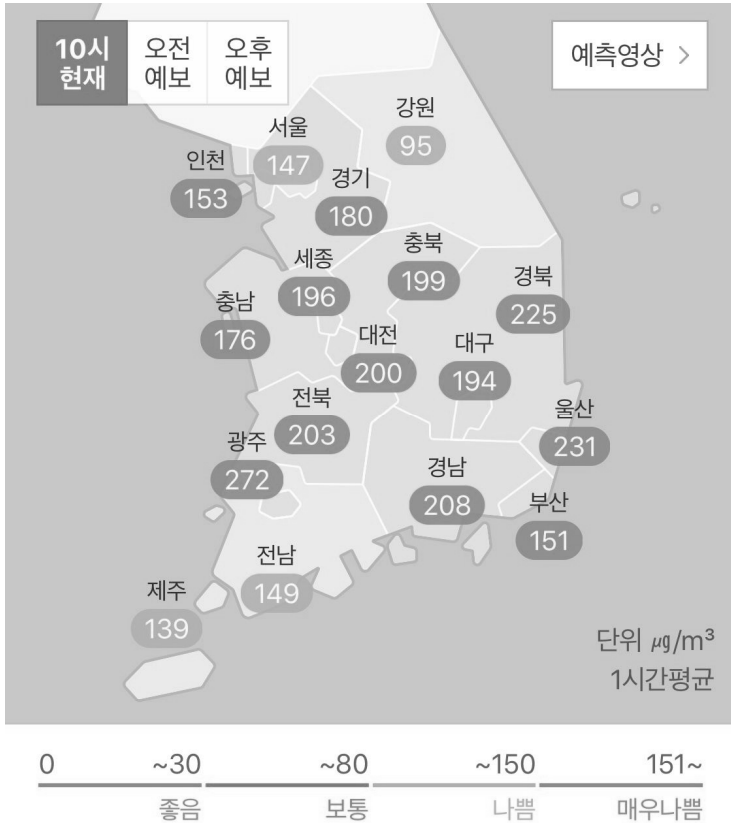 10시
현재
오전
예보
오후
예보
예측영상 >
강원
95
서울
147
인천
153
경기
180
충북
199
세종
196
경북
225
충남
176
대전
200
대구
194
전북
203
울산
231
광주
272
경남
208
부산
151
전남
149
제주
139
단위 ㎍/m³
1시간평균
0 ~30 ~80 ~150 151~
좋음 보통 나쁨 매우나쁨